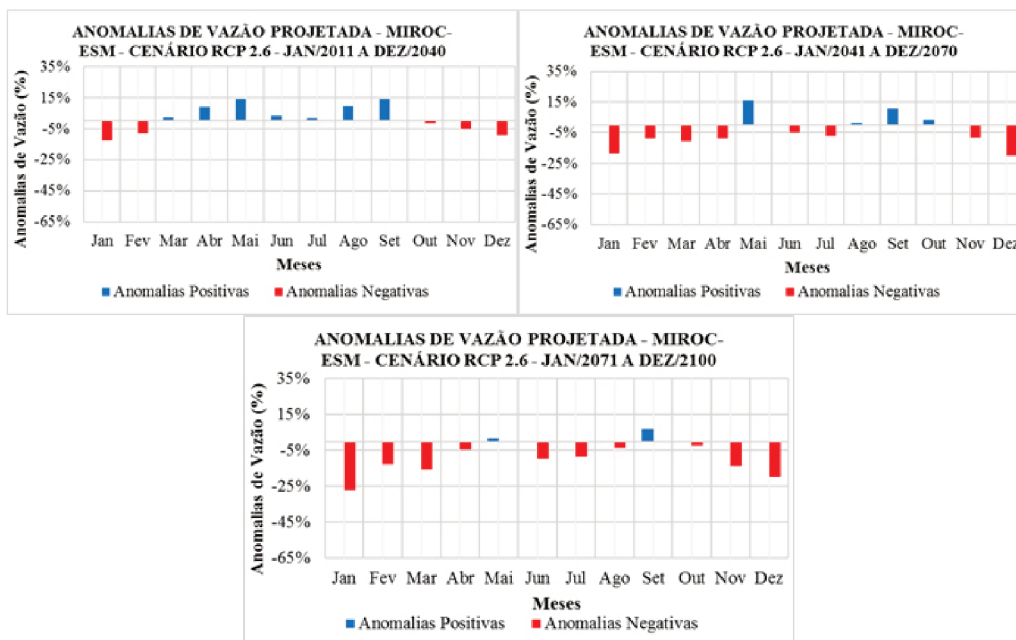 ANOMALIAS DE VAZÃO PROJETADA - MIROC-
ESM - CENÁRIO RCP 2.6 - JAN/2011 A DEZ/2040
Anomalias de Vazão (%)
35%
15%
-5%
-25%
-45%
-65%
Jan Fev Mar Abr Mai Jun Jul Ago Set Out Nov Dez
Meses
Anomalias Positivas Anomalias Negativas
ANOMALIAS DE VAZÃO PROJETADA - MIROC-
ESM - CENÁRIO RCP 2.6 - JAN/2041 A DEZ/2070
Anomalias de Vazão (%)
35%
15%
-5%
-25%
-45%
-65%
Jan Fev Mar Abr Mai Jun Jul Ago Set Out Nov Dez
Meses
Anomalias Positivas Anomalias Negativas
ANOMALIAS DE VAZÃO PROJETADA - MIROC-
ESM - CENÁRIO RCP 2.6 - JAN/2071 A DEZ/2100
Anomalias de Vazão (%)
35%
15%
-5%
-25%
-45%
-65%
Jan Fev Mar Abr Mai Jun Jul Ago Set Out Nov Dez
Meses
Anomalias Positivas Anomalias Negativas